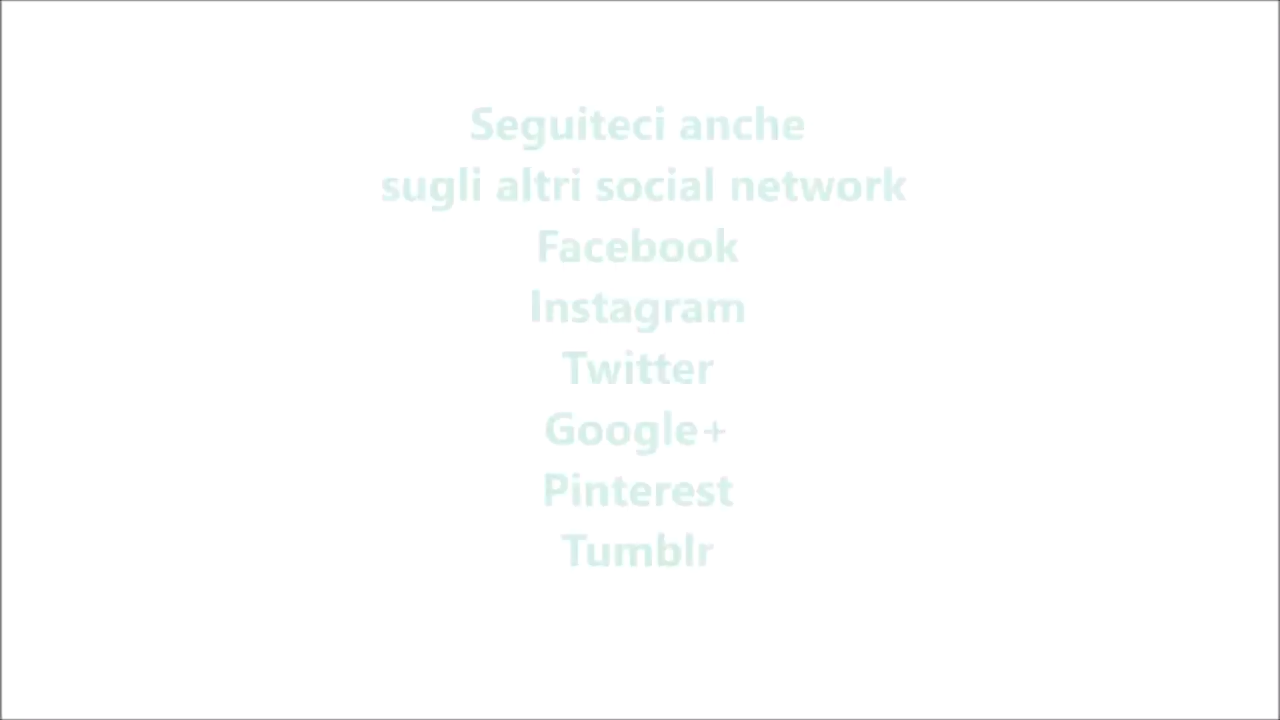 Seguiteci anche
sugli altri social network
Facebook
Instagram
Twitter
Google+
Pinterest
Tumblr